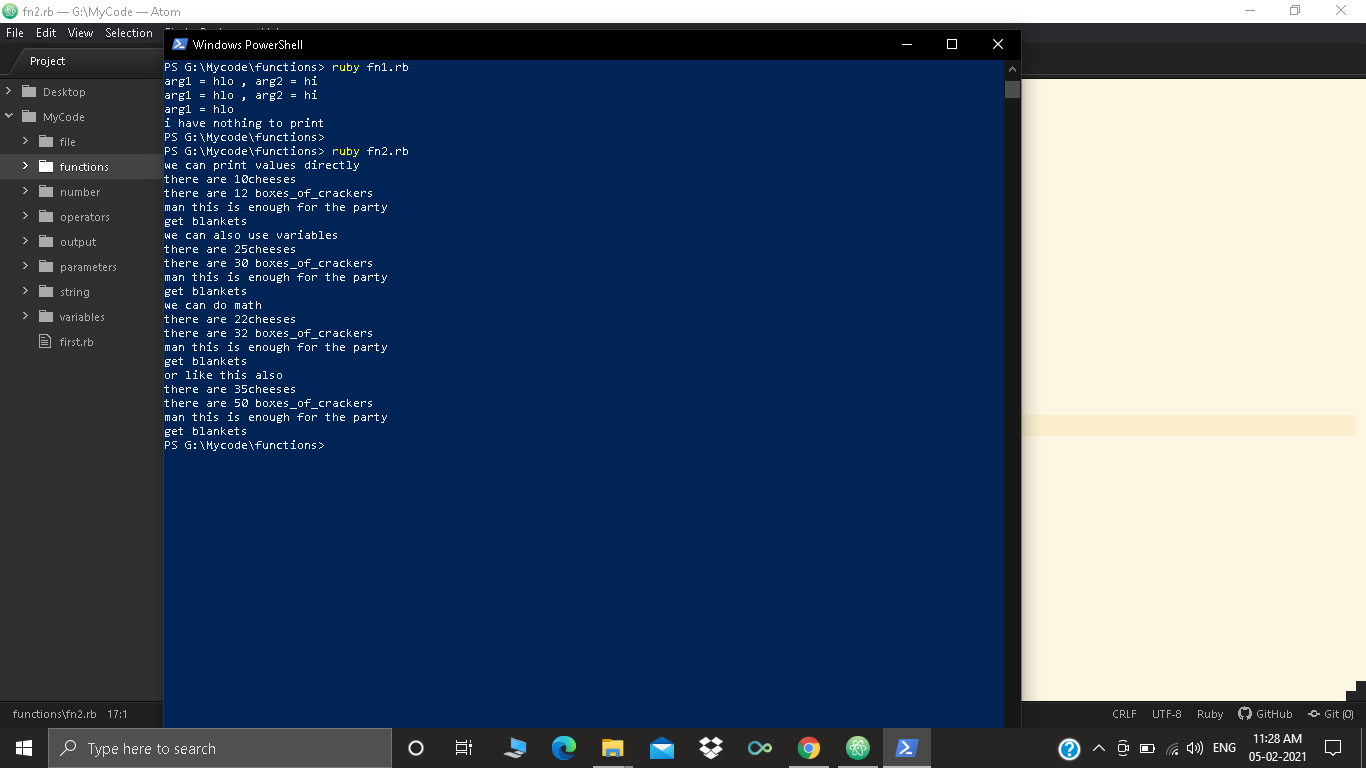 fn2.rb — G:\MyCode — Atom
File Edit View Selection
Windows PowerShell
Project
Desktop
MyCode
file
functions
number
operators
output
parameters
string
variables
first.rb
PS G:\Mycode\functions> ruby fn1.rb
arg1 = hlo , arg2 = hi
arg1 = hlo , arg2 = hi
arg1 = hlo
i have nothing to print
PS G:\Mycode\functions>
PS G:\Mycode\functions> ruby fn2.rb
we can print values directly
there are 10cheeses
there are 12 boxes_of_crackers
man this is enough for the party
get blankets
we can also use variables
there are 25cheeses
there are 30 boxes_of_crackers
man this is enough for the party
get blankets
we can do math
there are 22cheeses
there are 32 boxes_of_crackers
man this is enough for the party
get blankets
or like this also
there are 35cheeses
there are 50 boxes_of_crackers
man this is enough for the party
get blankets
PS G:\Mycode\functions>
functions\fn2.rb 17:1
CRLF UTF-8 Ruby GitHub Git (0)
Type here to search
ENG
11:28 AM
05-02-2021